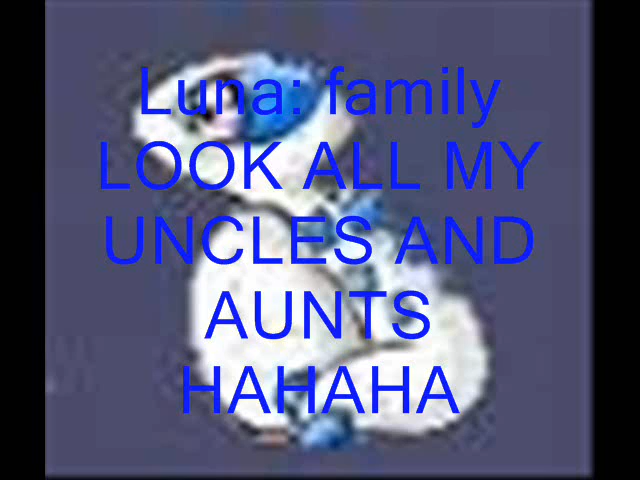 Luna: family
LOOK ALL MY
UNCLES AND
AUNTS
HAHAHA